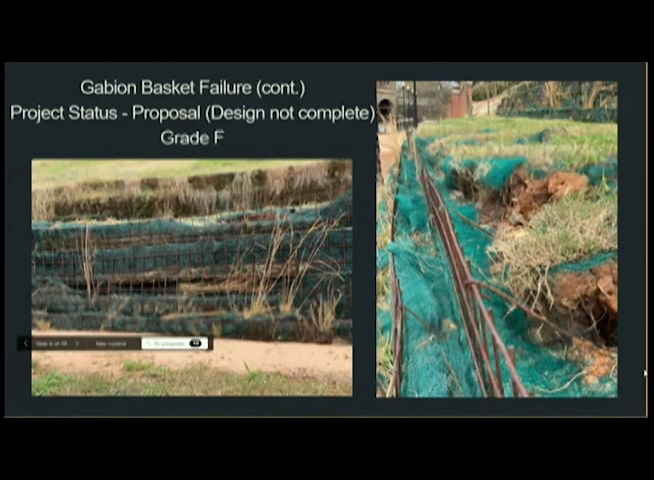 Gabion Basket Failure (cont.)
Project Status - Proposal (Design not complete)
Grade F